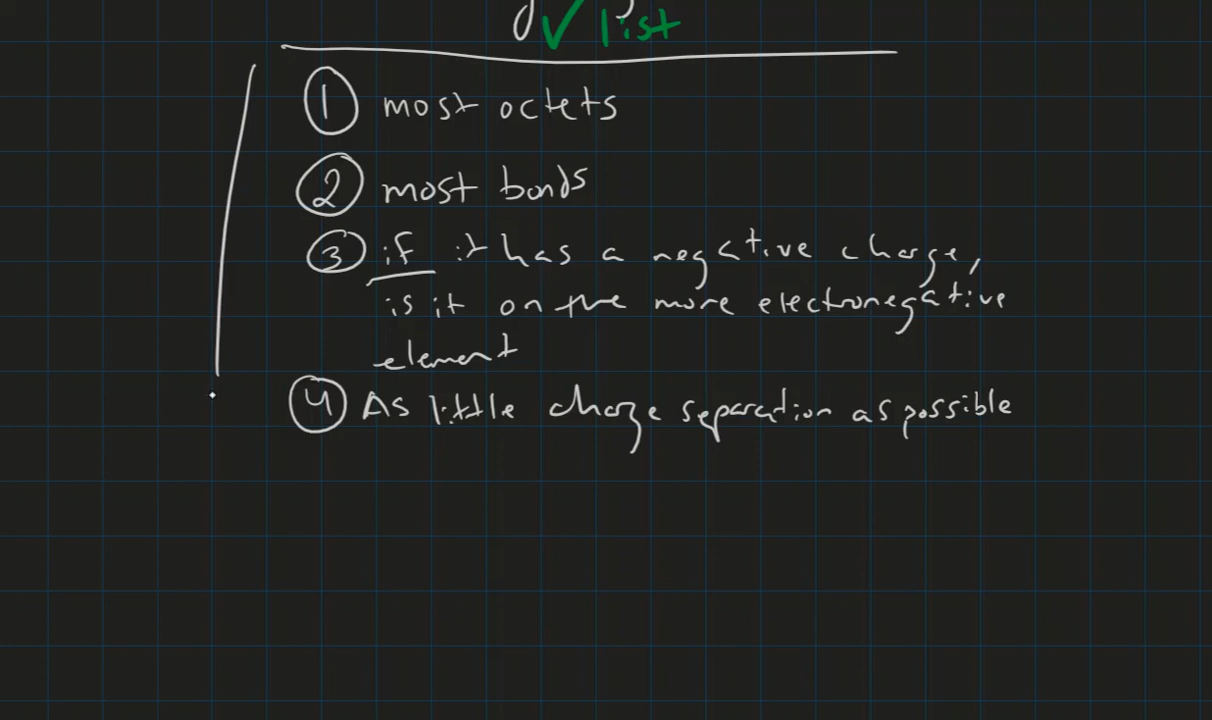 ✓ list
① most octets
② most bonds
③ if it has a negative charge,
is it on the more electronegative
element
④ As little charge separation as possible